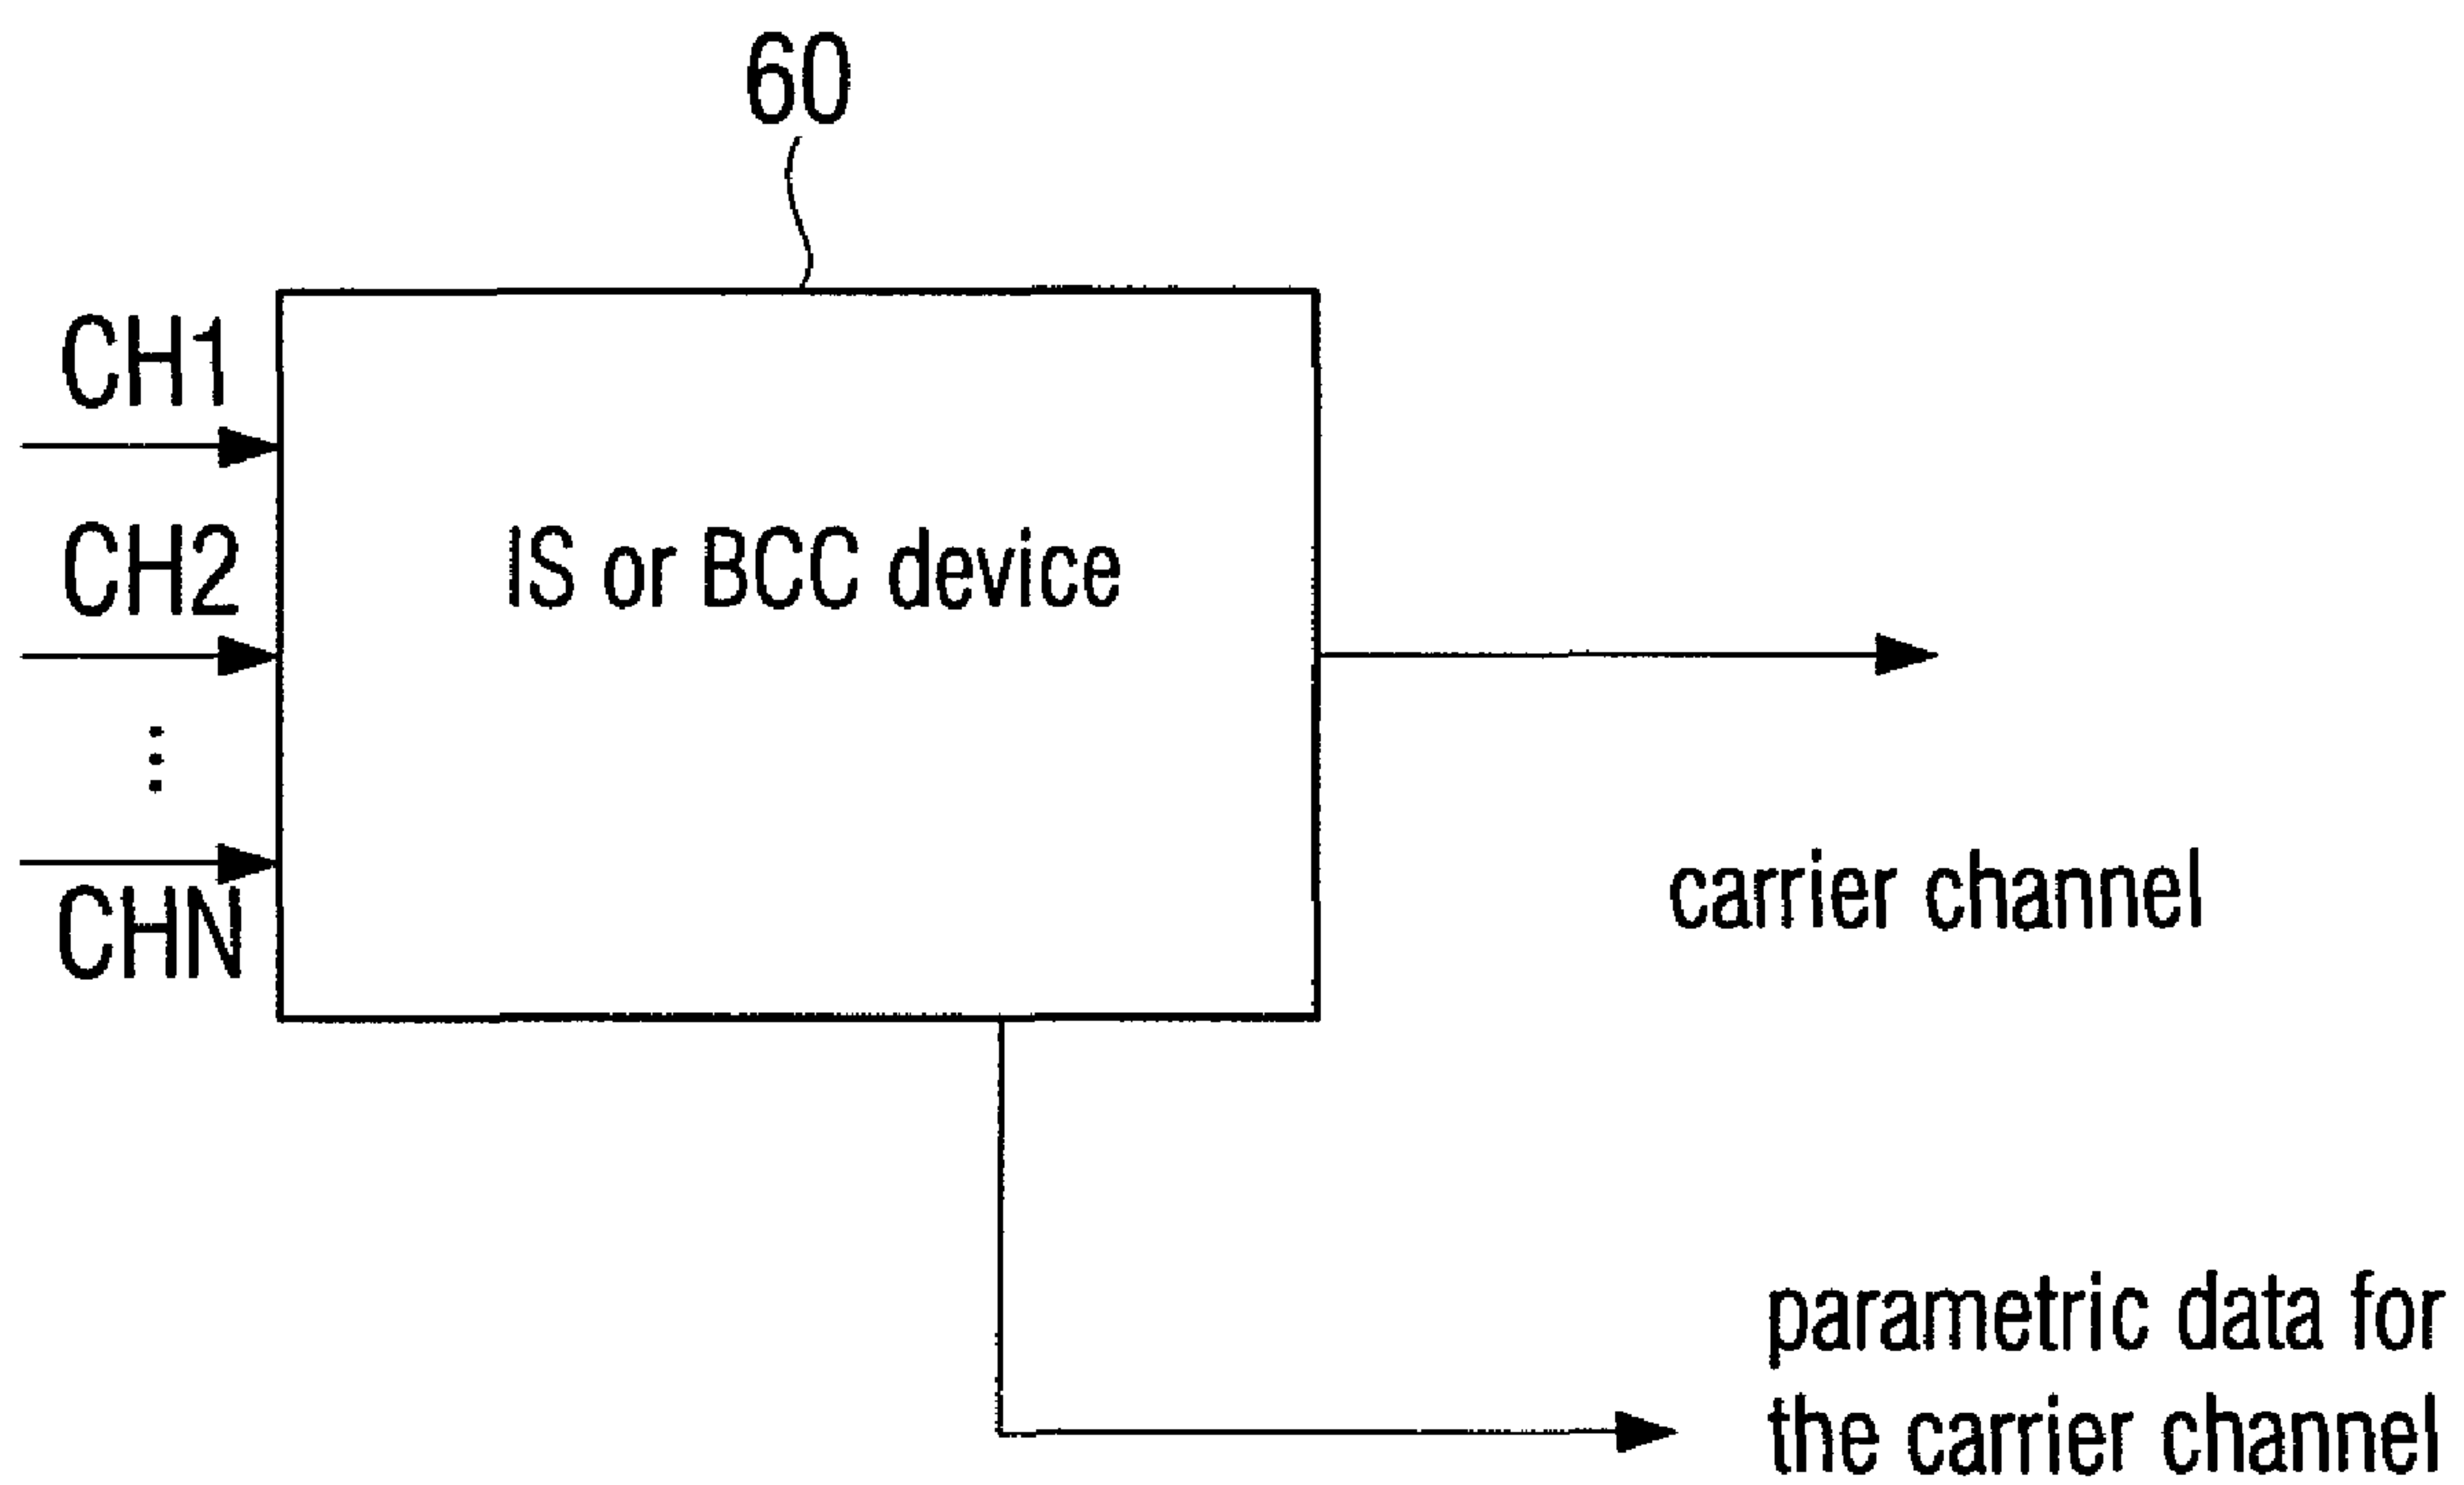 60
CH1
CH2
IS or BCC device
CHN
carrier channel
parametric data for
the carrier channel